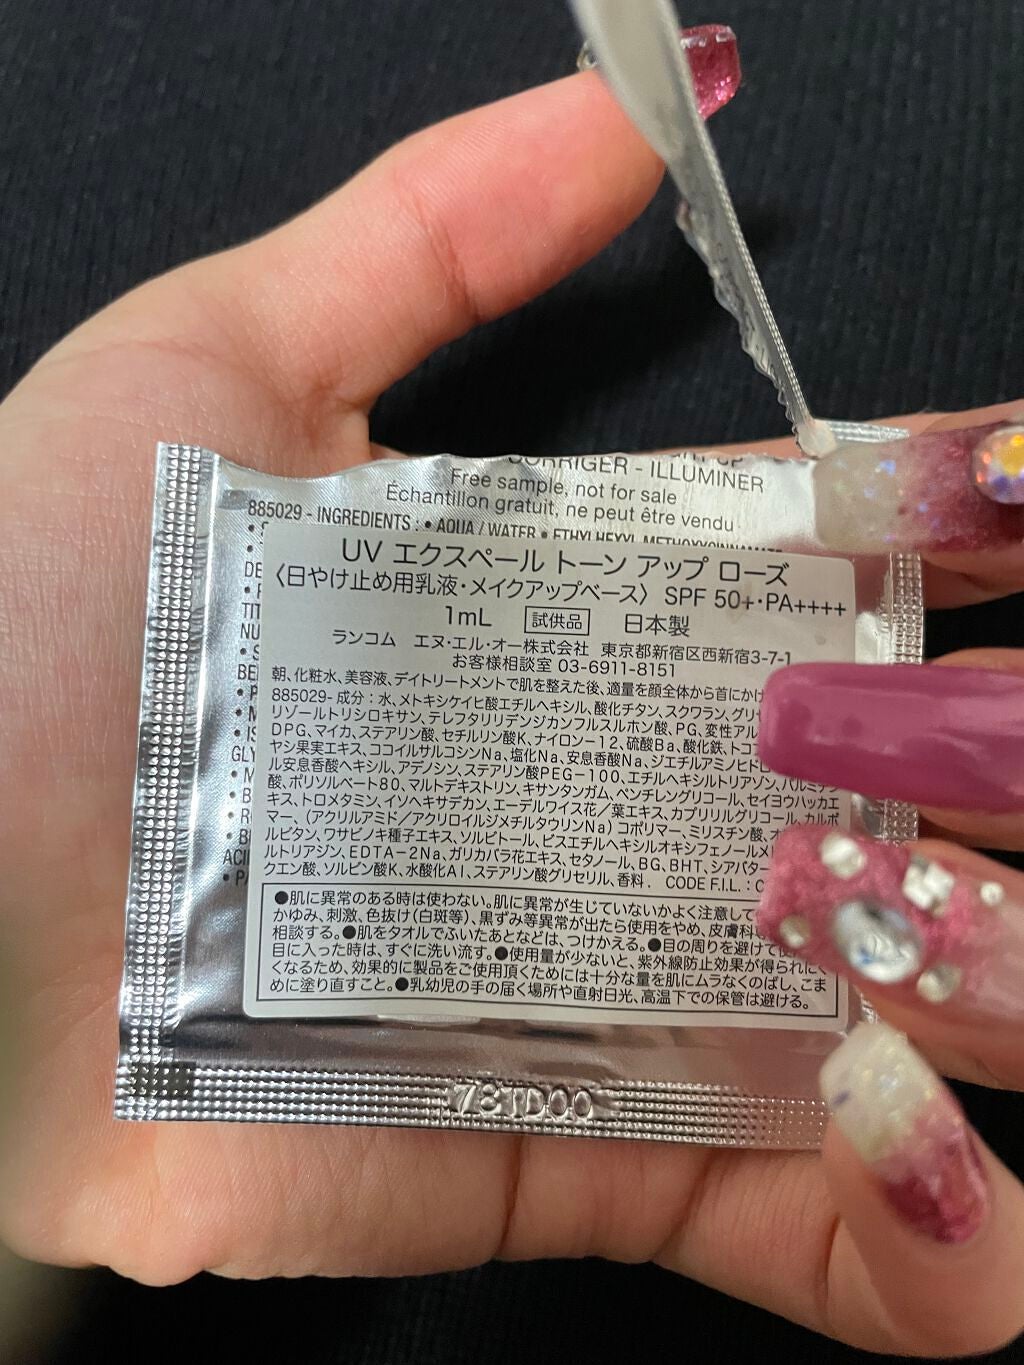 CORRIGER - ILLUMINER
Free sample, not for sale
Échantillon gratuit, ne peut être vendu
885029 - INGREDIENTS : • AQUA / WATER • ETHYLHEXYL METHOXYCINNAMATE
UV エクスペール トーン アップ ローズ
〈日やけ止め用乳液・メイクアップベース〉 SPF 50+・PA++++
1mL 試供品 日本製
ランコム エヌ・エル・オー株式会社 東京都新宿区西新宿3-7-1
お客様相談室 03-6911-8151
朝、化粧水、美容液、デイトリートメントで肌を整えた後、適量を顔全体から首にかけ
885029- 成分：水、メトキシケイヒ酸エチルヘキシル、酸化チタン、スクワラン、グリセ
リゾールトリシロキサン、テレフタリリデンジカンフルスルホン酸、PG、変性アル
DPG、マイカ、ステアリン酸、セチルリン酸K、ナイロン-12、硫酸Ba、酸化鉄、トコフ
ヤシ果実エキス、ココイルサルコシンNa、塩化Na、安息香酸Na、ジエチルアミノヒドロ
ル安息香酸ヘキシル、アデノシン、ステアリン酸PEG-100、エチルヘキシルトリアゾン、パルミチン
酸、ポリソルベート80、マルトデキストリン、キサンタンガム、ペンチレングリコール、セイヨウハッカエ
キス、トロメタミン、イソヘキサデカン、エーデルワイス花／葉エキス、カプリリルグリコール、カルボ
マー、（アクリルアミド／アクリロイルジメチルタウリンNa）コポリマー、ミリスチン酸、オ
ルビタン、ワサビノキ種子エキス、ソルビトール、ビスエチルヘキシルオキシフェノールメ
ルトリアジン、EDTA-2Na、ガリカバラ花エキス、セタノール、BG、BHT、シアバター
クエン酸、ソルビン酸K、水酸化Al、ステアリン酸グリセリル、香料． CODE F.I.L. : C
●肌に異常のある時は使わない。肌に異常が生じていないかよく注意して
かゆみ、刺激、色抜け（白斑等）、黒ずみ等異常が出たら使用をやめ、皮膚科
相談する。●肌をタオルでふいたあとなどは、つけかえる。●目の周りを避けて
目に入った時は、すぐに洗い流す。●使用量が少ないと、紫外線防止効果が得られにく
くなるため、効果的に製品をご使用頂くためには十分な量を肌にムラなくのばし、こま
めに塗り直すこと。●乳幼児の手の届く場所や直射日光、高温下での保管は避ける。
781D00